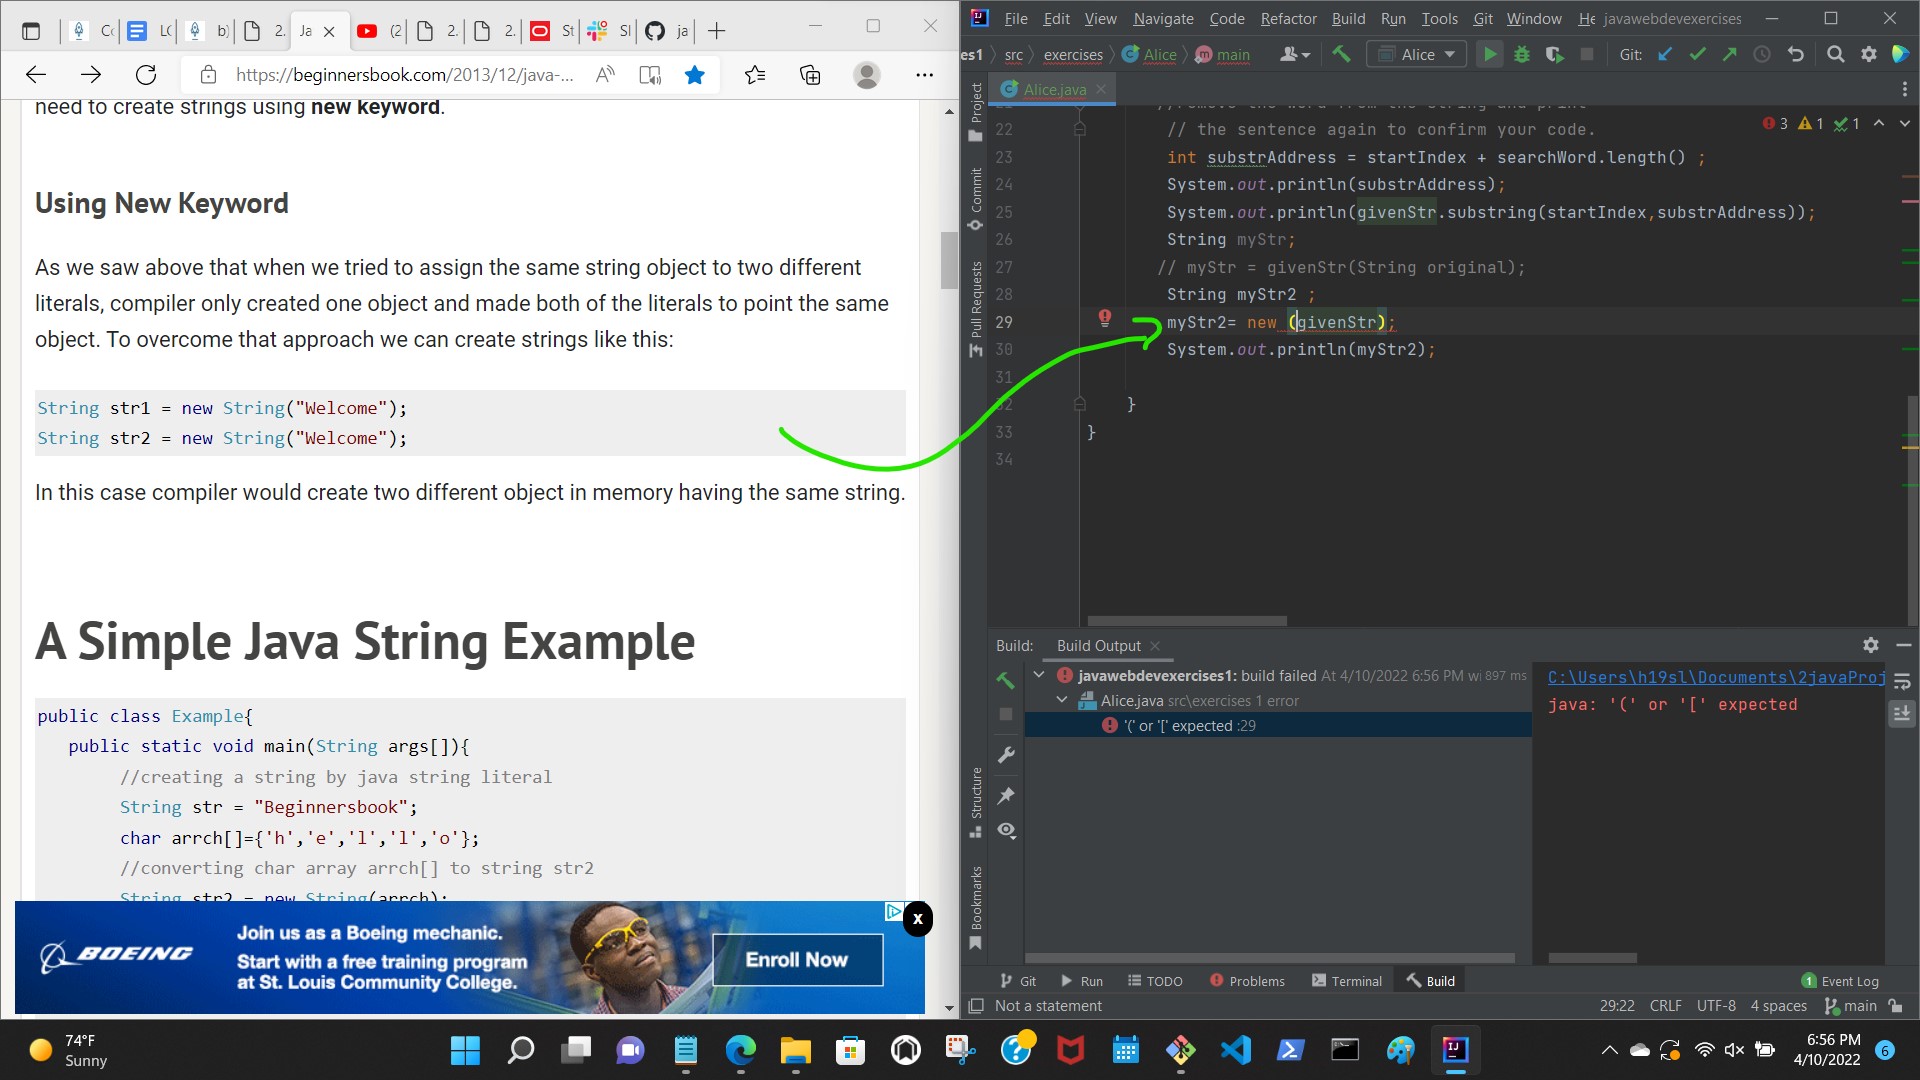 Ja
(2
2.
2.
St
Sl
ja
https://beginnersbook.com/2013/12/java-...
need to create strings using new keyword.
Using New Keyword
As we saw above that when we tried to assign the same string object to two different
literals, compiler only created one object and made both of the literals to point the same
object. To overcome that approach we can create strings like this:
String str1 = new String("Welcome");
String str2 = new String("Welcome");
In this case compiler would create two different object in memory having the same string.
A Simple Java String Example
public class Example{
public static void main(String args[]){
//creating a string by java string literal
String str = "Beginnersbook";
char arrch[]={'h','e','l','l','o'};
//converting char array arrch[] to string str2
String str2 = new String(arrch);
BOEING
Join us as a Boeing mechanic.
Start with a free training program
at St. Louis Community College.
Enroll Now
x
File Edit View Navigate Code Refactor Build Run Tools Git Window He javawebdevexercises
es1 src exercises Alice main Alice Git:
Project
Commit
Pull Requests
Structure
Bookmarks
Alice.java
3 1 1
22 // the sentence again to confirm your code.
23 int substrAddress = startIndex + searchWord.length() ;
24 System.out.println(substrAddress);
25 System.out.println(givenStr.substring(startIndex,substrAddress));
26 String myStr;
27 // myStr = givenStr(String original);
28 String myStr2 ;
29 myStr2= new (givenStr);
30 System.out.println(myStr2);
31
32 }
33 }
34
Build: Build Output
javawebdevexercises1: build failed At 4/10/2022 6:56 PM wi 897 ms
Alice.java src\exercises 1 error
'(' or '[' expected :29
C:\Users\h19sl\Documents\2javaProj
java: '(' or '[' expected
Git Run TODO Problems Terminal Build 1 Event Log
Not a statement 29:22 CRLF UTF-8 4 spaces main
74°F
Sunny
IJ
6:56 PM
4/10/2022
6